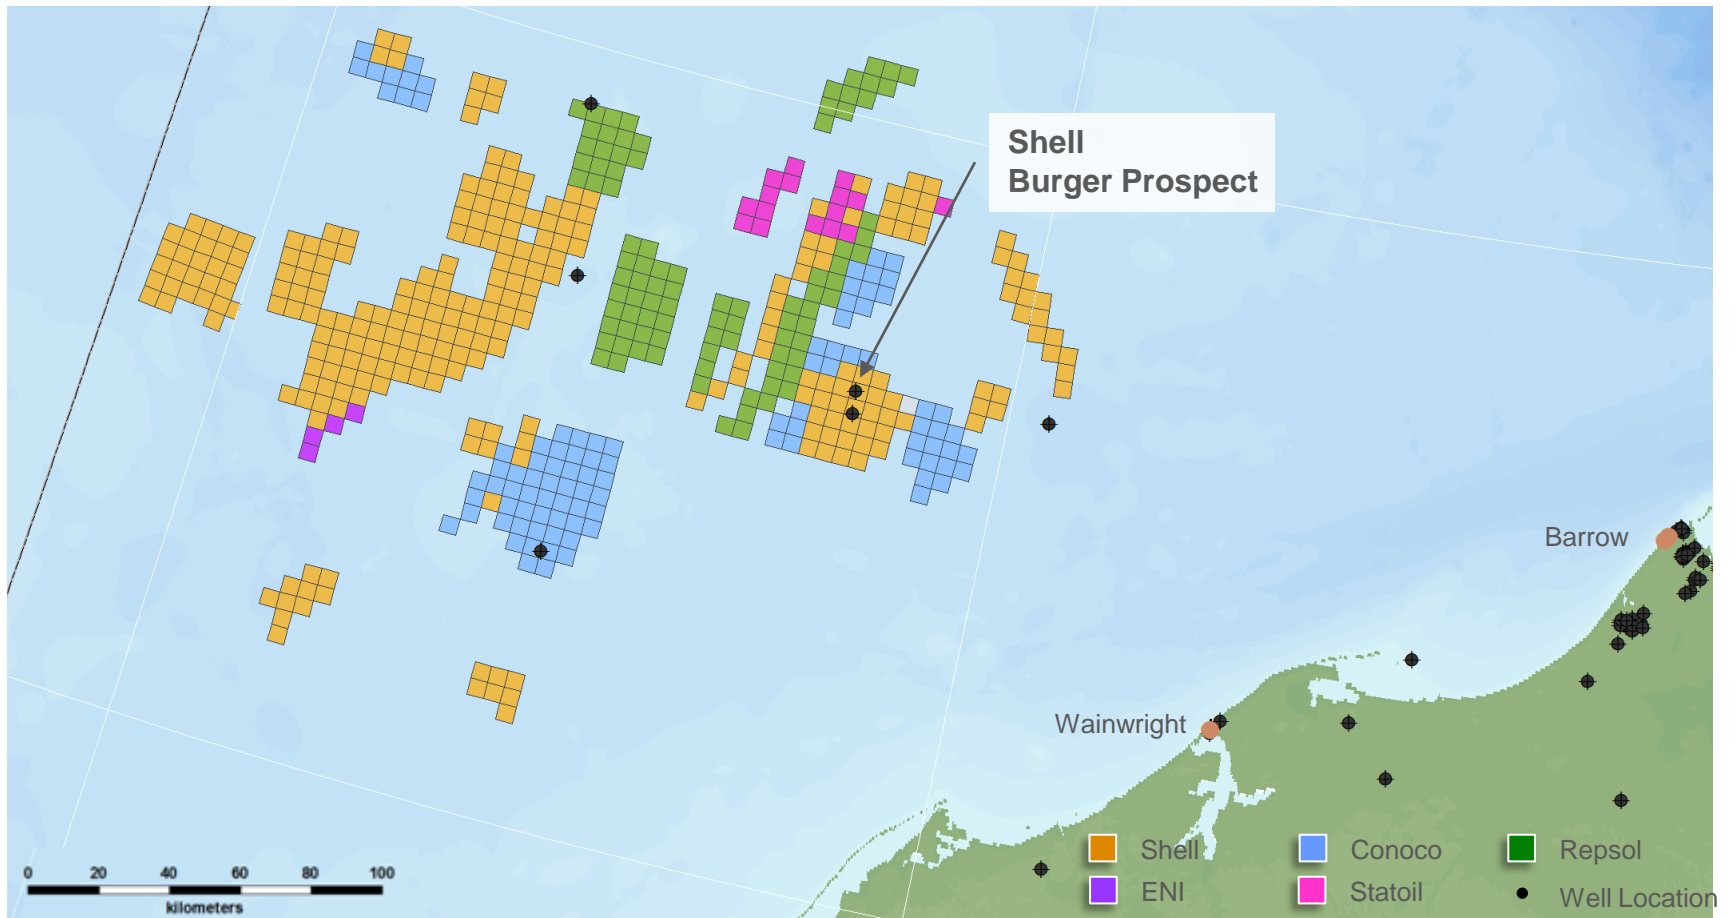 Shell
Burger Prospect
Barrow
Wainwright
Shell
Conoco
Repsol
ENI
Statoil
Well Location
0 20 40 60 80 100
kilometers